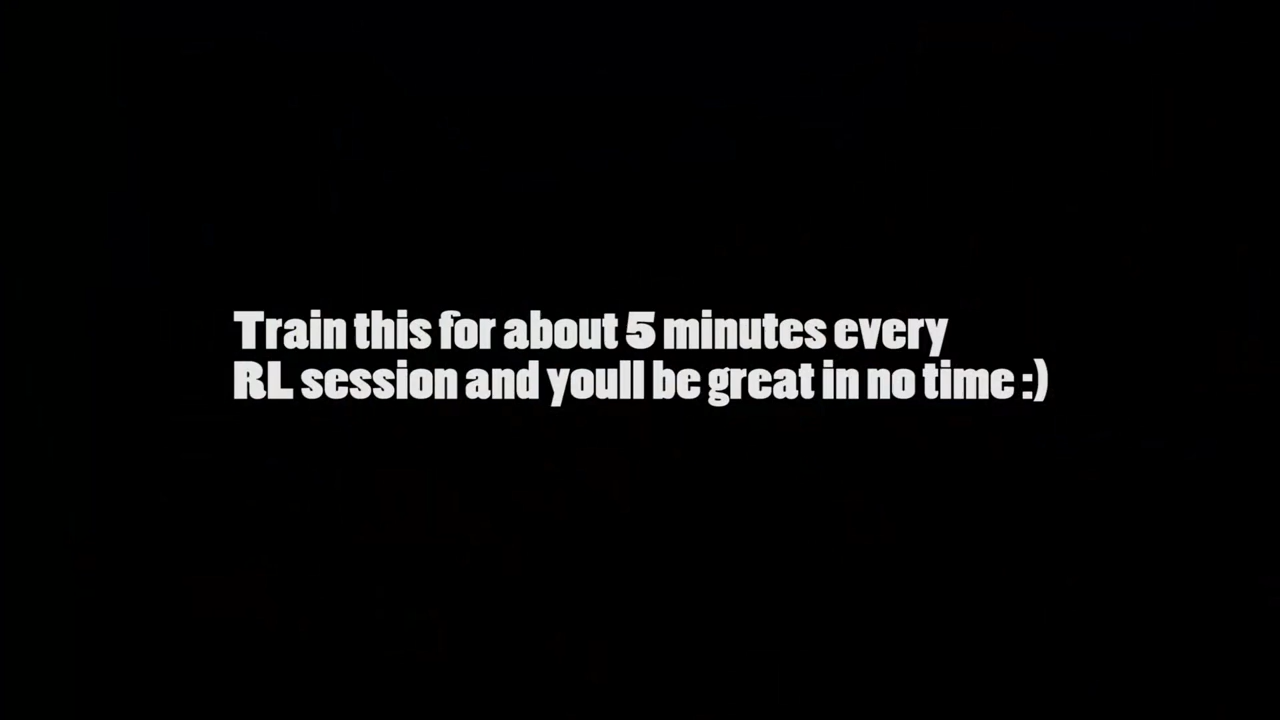 Train this for about 5 minutes every
RL session and youll be great in no time :)